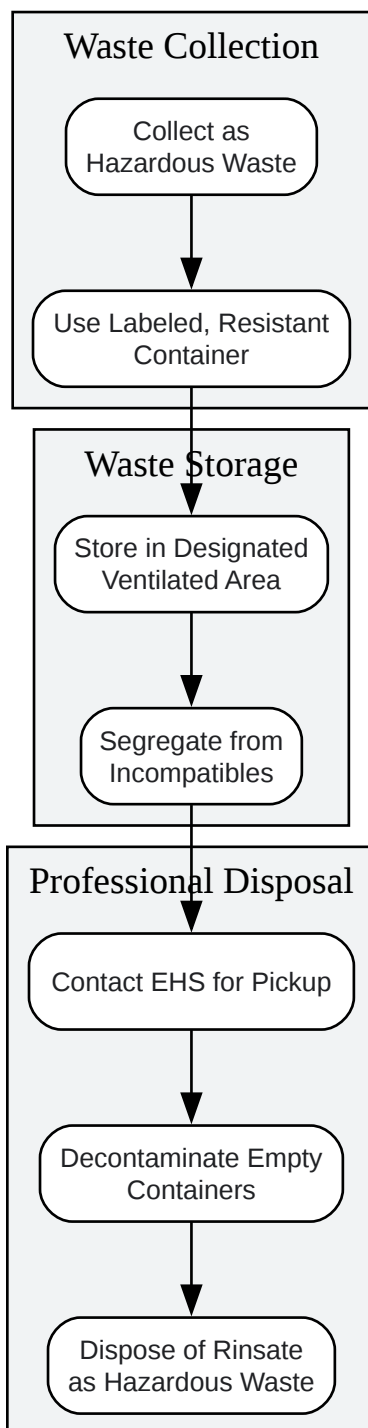 Waste Collection
Collect as
Hazardous Waste
Use Labeled, Resistant
Container
Waste Storage
Store in Designated
Ventilated Area
Segregate from
Incompatibles
Professional Disposal
Contact EHS for Pickup
Decontaminate Empty
Containers
Dispose of Rinsate
as Hazardous Waste